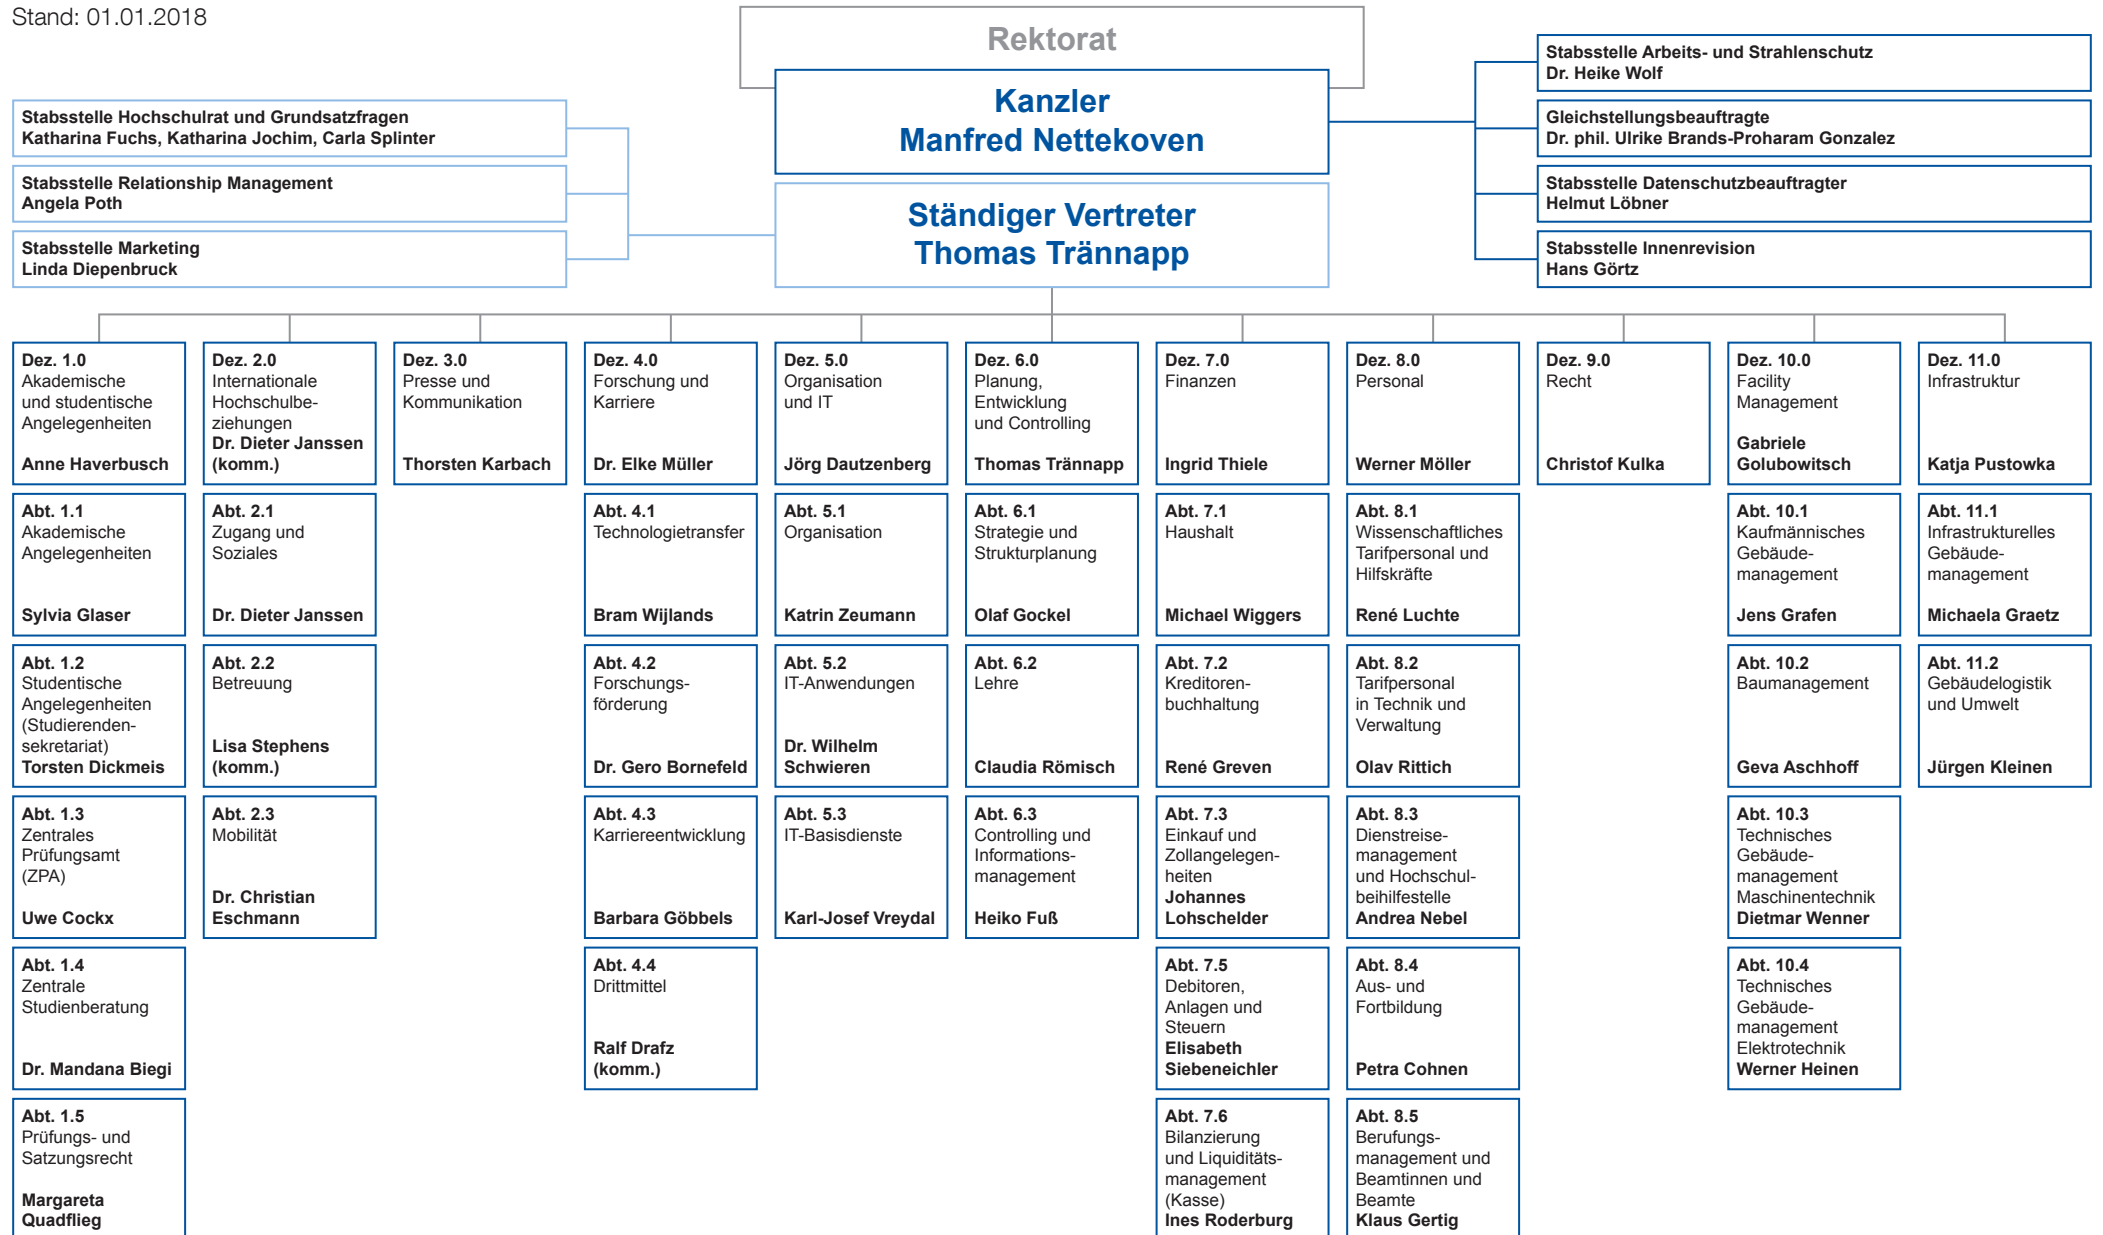 Stand: 01.01.2018
Rektorat
Kanzler
Manfred Nettekoven
Ständiger Vertreter
Thomas Trännapp
Stabsstelle Hochschulrat und Grundsatzfragen
Katharina Fuchs, Katharina Jochim, Carla Splinter
Stabsstelle Relationship Management
Angela Poth
Stabsstelle Marketing
Linda Diepenbruck
Stabsstelle Arbeits- und Strahlenschutz
Dr. Heike Wolf
Gleichstellungsbeauftragte
Dr. phil. Ulrike Brands-Proharam Gonzalez
Stabsstelle Datenschutzbeauftragter
Helmut Löbner
Stabsstelle Innenrevision
Hans Görtz
Dez. 1.0
Akademische
und studentische
Angelegenheiten
Anne Haverbusch
Abt. 1.1
Akademische
Angelegenheiten
Sylvia Glaser
Abt. 1.2
Studentische
Angelegenheiten
(Studierenden-
sekretariat)
Torsten Dickmeis
Abt. 1.3
Zentrales
Prüfungsamt
(ZPA)
Uwe Cockx
Abt. 1.4
Zentrale
Studienberatung
Dr. Mandana Biegi
Abt. 1.5
Prüfungs- und
Satzungsrecht
Margareta
Quadflieg
Dez. 2.0
Internationale
Hochschulbe-
ziehungen
Dr. Dieter Janssen
(komm.)
Abt. 2.1
Zugang und
Soziales
Dr. Dieter Janssen
Abt. 2.2
Betreuung
Lisa Stephens
(komm.)
Abt. 2.3
Mobilität
Dr. Christian
Eschmann
Dez. 3.0
Presse und
Kommunikation
Thorsten Karbach
Dez. 4.0
Forschung und
Karriere
Dr. Elke Müller
Abt. 4.1
Technologietransfer
Bram Wijlands
Abt. 4.2
Forschungs-
förderung
Dr. Gero Bornefeld
Abt. 4.3
Karriereentwicklung
Barbara Göbbels
Abt. 4.4
Drittmittel
Ralf Drafz
(komm.)
Dez. 5.0
Organisation
und IT
Jörg Dautzenberg
Abt. 5.1
Organisation
Katrin Zeumann
Abt. 5.2
IT-Anwendungen
Dr. Wilhelm
Schwieren
Abt. 5.3
IT-Basisdienste
Karl-Josef Vreydal
Dez. 6.0
Planung,
Entwicklung
und Controlling
Thomas Trännapp
Abt. 6.1
Strategie und
Strukturplanung
Olaf Gockel
Abt. 6.2
Lehre
Claudia Römisch
Abt. 6.3
Controlling und
Informations-
management
Heiko Fuß
Dez. 7.0
Finanzen
Ingrid Thiele
Abt. 7.1
Haushalt
Michael Wiggers
Abt. 7.2
Kreditoren-
buchhaltung
René Greven
Abt. 7.3
Einkauf und
Zollangelegen-
heiten
Johannes
Lohschelder
Abt. 7.5
Debitoren,
Anlagen und
Steuern
Elisabeth
Siebeneichler
Abt. 7.6
Bilanzierung
und Liquiditäts-
management
(Kasse)
Ines Roderburg
Dez. 8.0
Personal
Werner Möller
Abt. 8.1
Wissenschaftliches
Tarifpersonal und
Hilfskräfte
René Luchte
Abt. 8.2
Tarifpersonal
in Technik und
Verwaltung
Olav Rittich
Abt. 8.3
Dienstreise-
management
und Hochschul-
beihilfestelle
Andrea Nebel
Abt. 8.4
Aus- und
Fortbildung
Petra Cohnen
Abt. 8.5
Berufungs-
management und
Beamtinnen und
Beamte
Klaus Gertig
Dez. 9.0
Recht
Christof Kulka
Dez. 10.0
Facility
Management
Gabriele
Golubowitsch
Abt. 10.1
Kaufmännisches
Gebäude-
management
Jens Grafen
Abt. 10.2
Baumanagement
Geva Aschhoff
Abt. 10.3
Technisches
Gebäude-
management
Maschinentechnik
Dietmar Wenner
Abt. 10.4
Technisches
Gebäude-
management
Elektrotechnik
Werner Heinen
Dez. 11.0
Infrastruktur
Katja Pustowka
Abt. 11.1
Infrastrukturelles
Gebäude-
management
Michaela Graetz
Abt. 11.2
Gebäudelogistik
und Umwelt
Jürgen Kleinen